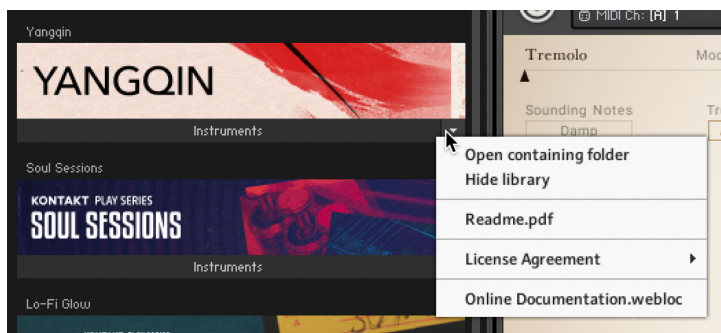 Yangqin
YANGQIN
Instruments
Soul Sessions
KONTAKT PLAY SERIES
SOUL SESSIONS
Instruments
Lo-Fi Glow
MIDI Ch: [A] 1
Tremolo
Sounding Notes
Damp
Open containing folder
Hide library
Readme.pdf
License Agreement
Online Documentation.webloc